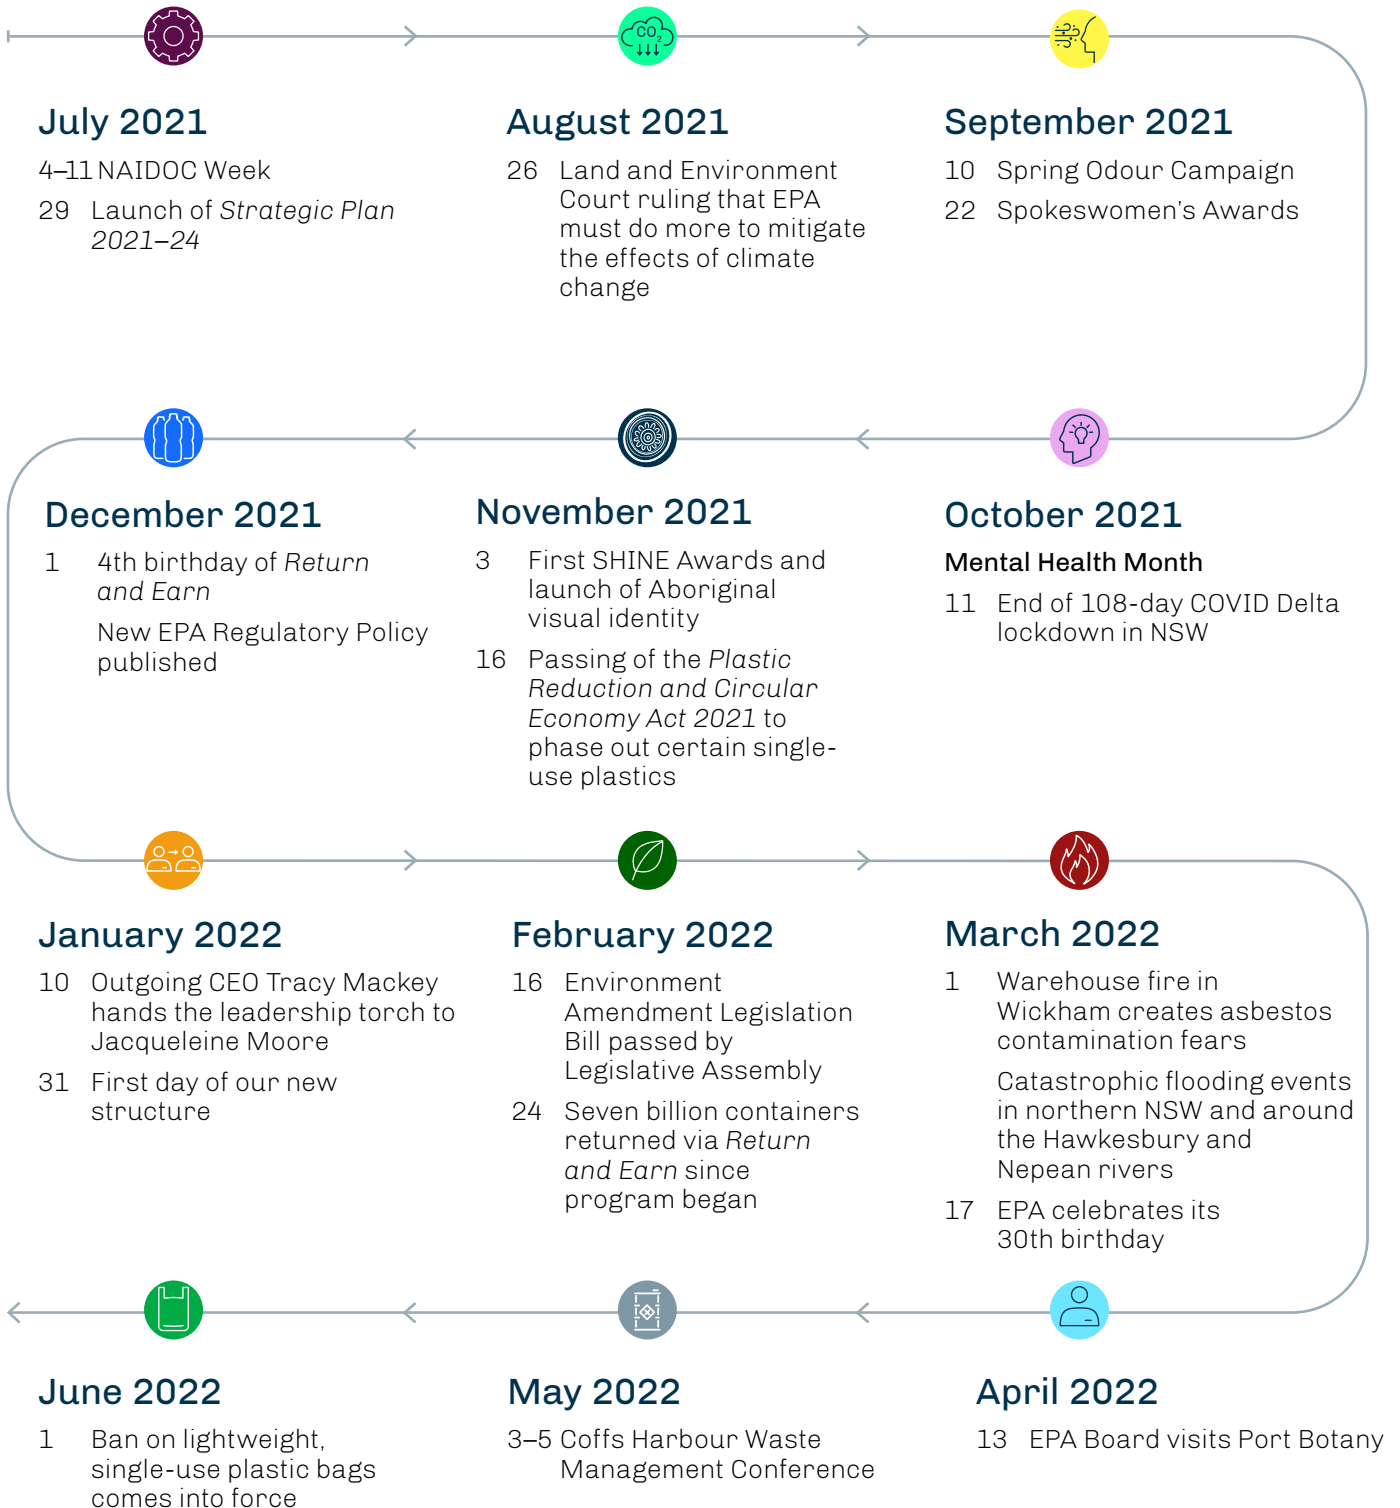 CO2
July 2021
4–11 NAIDOC Week
29 Launch of Strategic Plan
2021–24
August 2021
26 Land and Environment
Court ruling that EPA
must do more to mitigate
the effects of climate
change
September 2021
10 Spring Odour Campaign
22 Spokeswomen's Awards
October 2021
Mental Health Month
11 End of 108-day COVID Delta
lockdown in NSW
November 2021
3 First SHINE Awards and
launch of Aboriginal
visual identity
16 Passing of the Plastic
Reduction and Circular
Economy Act 2021 to
phase out certain single-
use plastics
December 2021
1 4th birthday of Return
and Earn
New EPA Regulatory Policy
published
January 2022
10 Outgoing CEO Tracy Mackey
hands the leadership torch to
Jacqueleine Moore
31 First day of our new
structure
February 2022
16 Environment
Amendment Legislation
Bill passed by
Legislative Assembly
24 Seven billion containers
returned via Return
and Earn since
program began
March 2022
1 Warehouse fire in
Wickham creates asbestos
contamination fears
Catastrophic flooding events
in northern NSW and around
the Hawkesbury and
Nepean rivers
17 EPA celebrates its
30th birthday
April 2022
13 EPA Board visits Port Botany
May 2022
3–5 Coffs Harbour Waste
Management Conference
June 2022
1 Ban on lightweight,
single-use plastic bags
comes into force